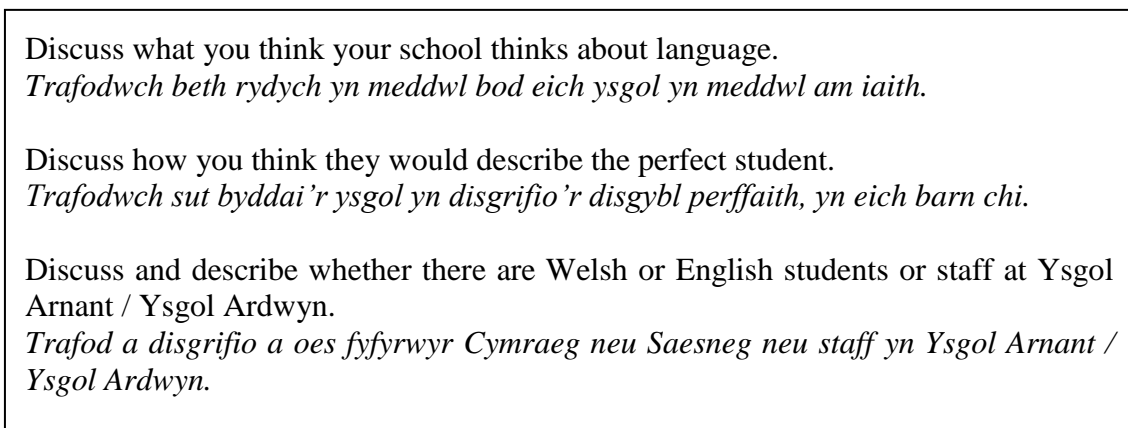 Discuss what you think your school thinks about language.
Trafodwch beth rydych yn meddwl bod eich ysgol yn meddwl am iaith.
Discuss how you think they would describe the perfect student.
Trafodwch sut byddai’r ysgol yn disgrifio’r disgybl perffaith, yn eich barn chi.
Discuss and describe whether there are Welsh or English students or staff at Ysgol
Arnant / Ysgol Ardwyn.
Trafod a disgrifio a oes fyfyrwyr Cymraeg neu Saesneg neu staff yn Ysgol Arnant /
Ysgol Ardwyn.